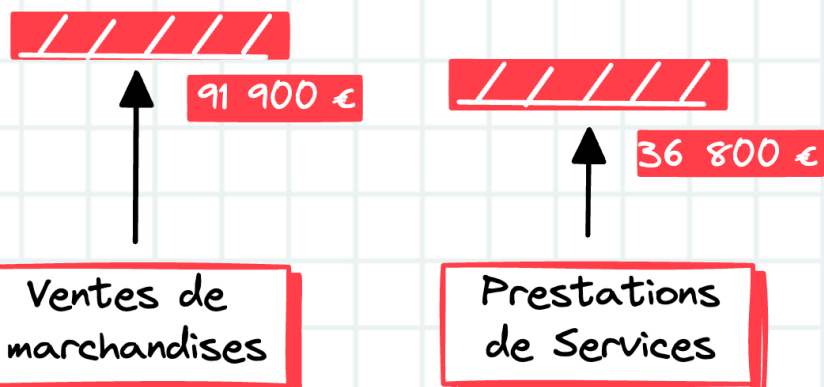 91 900 €
36 800 €
Ventes de
marchandises
Prestations
de Services